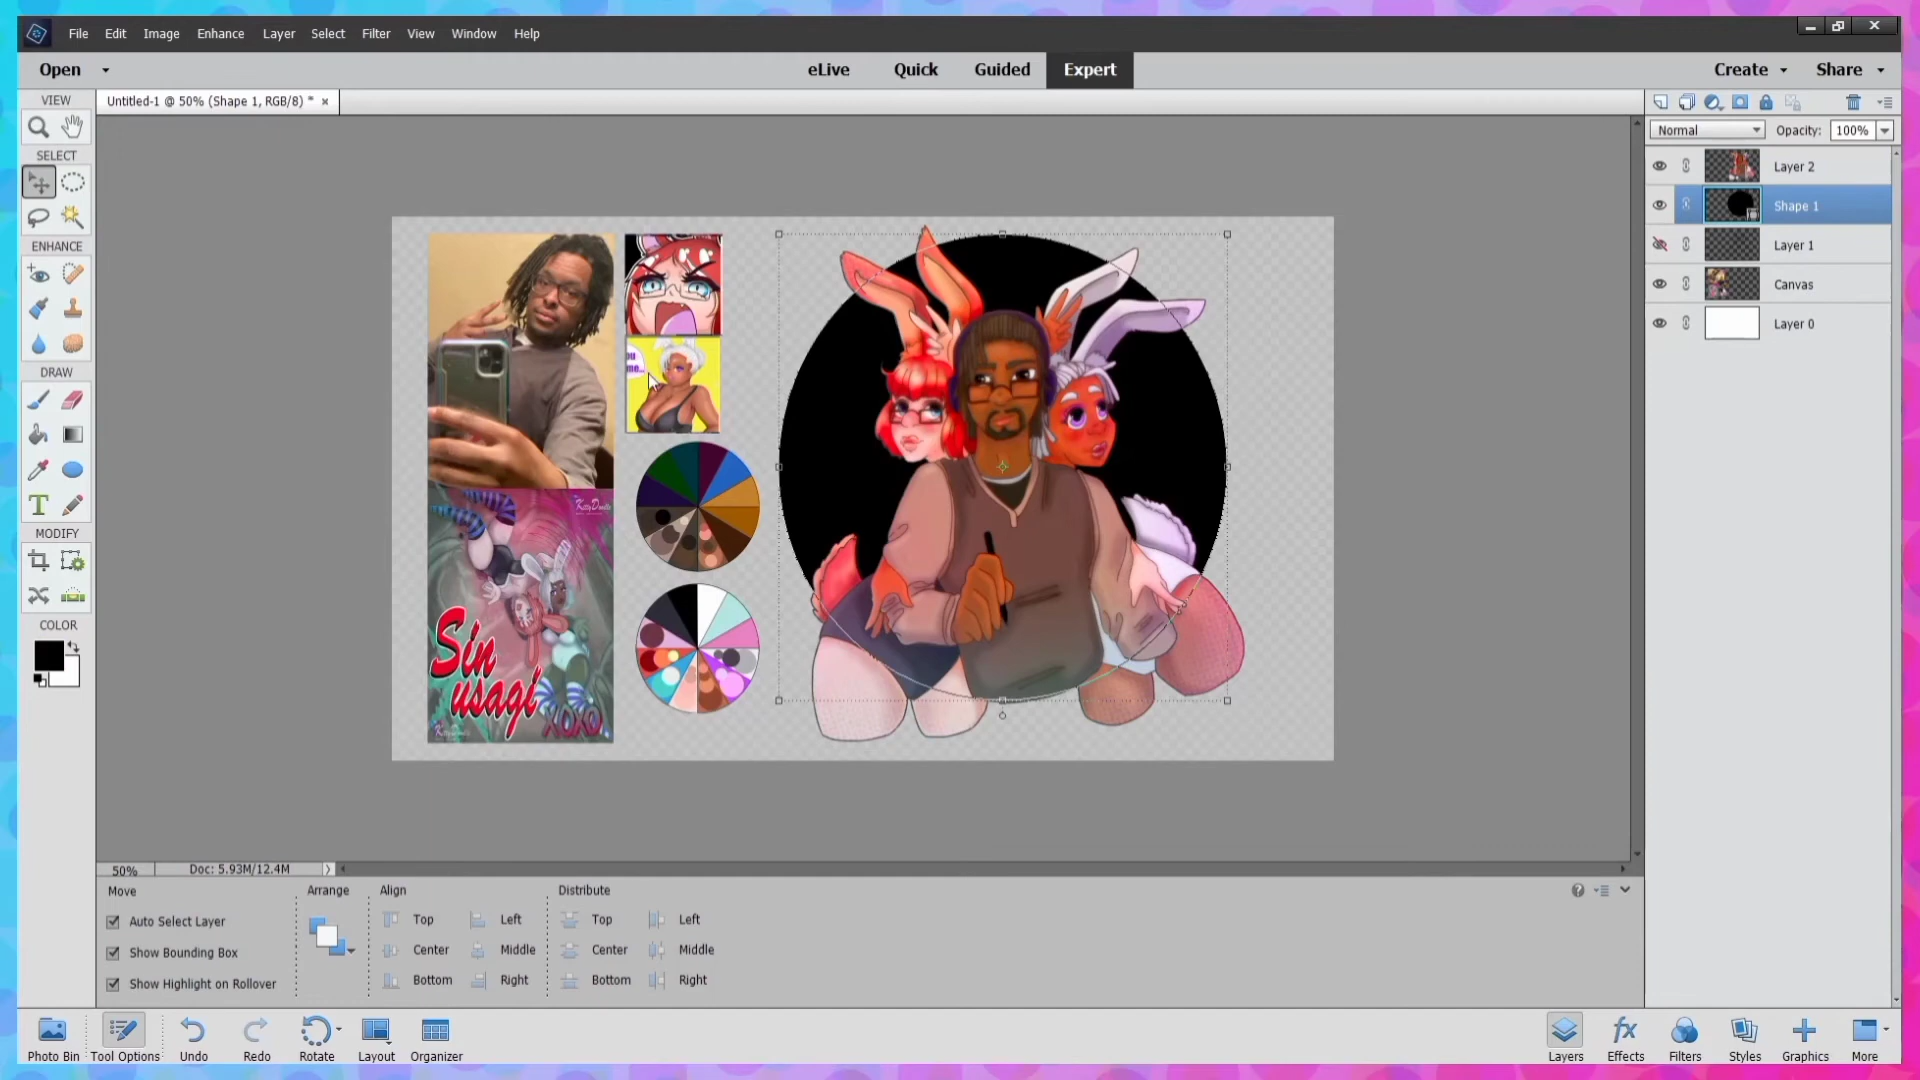 File Edit Image Enhance Layer Select Filter View Window Help
Open eLive Quick Guided Expert Create Share
VIEW
Untitled-1 @ 50% (Shape 1, RGB/8) * ×
Normal Opacity: 100%
SELECT
Layer 2
Shape 1
Layer 1
Canvas
Layer 0
ENHANCE
DRAW
T
MODIFY
COLOR
ou
me...
KittyDoodle
Sin
usagi
XOXO
50% Doc: 5.93M/12.4M
Move Arrange Align Distribute
Auto Select Layer Top Left Top Left
Show Bounding Box Center Middle Center Middle
Show Highlight on Rollover Bottom Right Bottom Right
fx
Photo Bin Tool Options Undo Redo Rotate Layout Organizer Layers Effects Filters Styles Graphics More